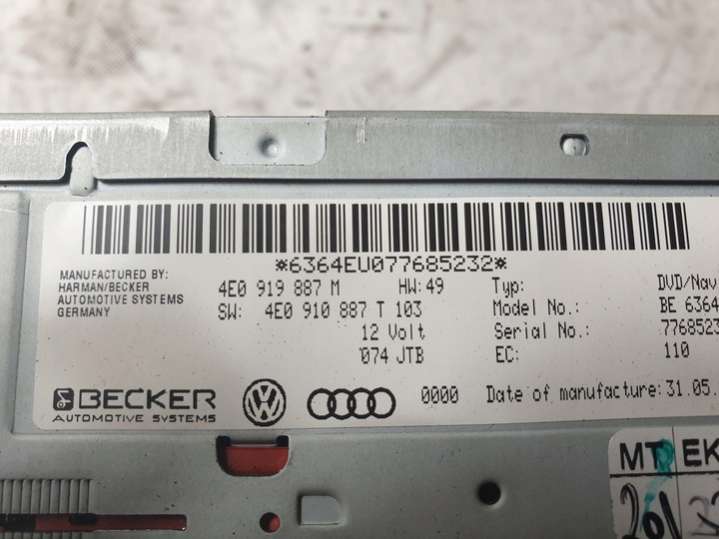 *6364EU077685232*
MANUFACTURED BY:
HARMAN/BECKER
AUTOMOTIVE SYSTEMS
GERMANY
4E0 919 887 M HW:49
SW: 4E0 910 887 T 103
12 Volt
074 JTB
Typ: DVD/Nav
Model No.: BE 6364
Serial No.: 7768523
EC: 110
BECKER
AUTOMOTIVE SYSTEMS
0000 Date of manufacture:31.05.
EK
201